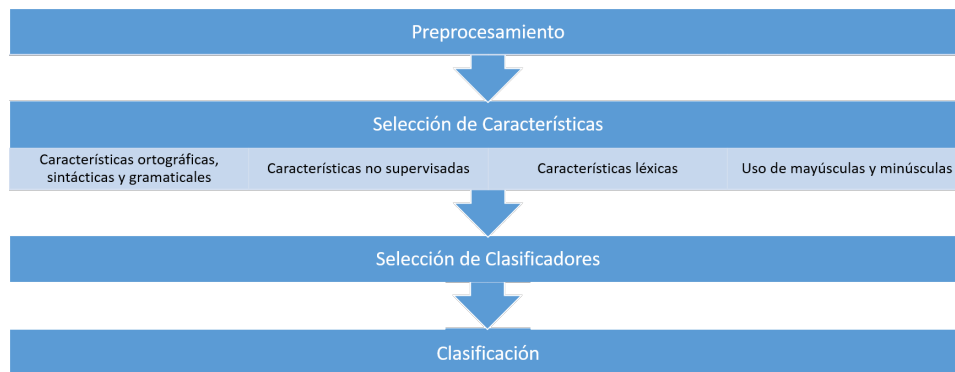 Preprocesamiento
Selección de Características
Características ortográficas,
sintácticas y gramaticales
Características no supervisadas
Características léxicas
Uso de mayúsculas y minúsculas
Selección de Clasificadores
Clasificación